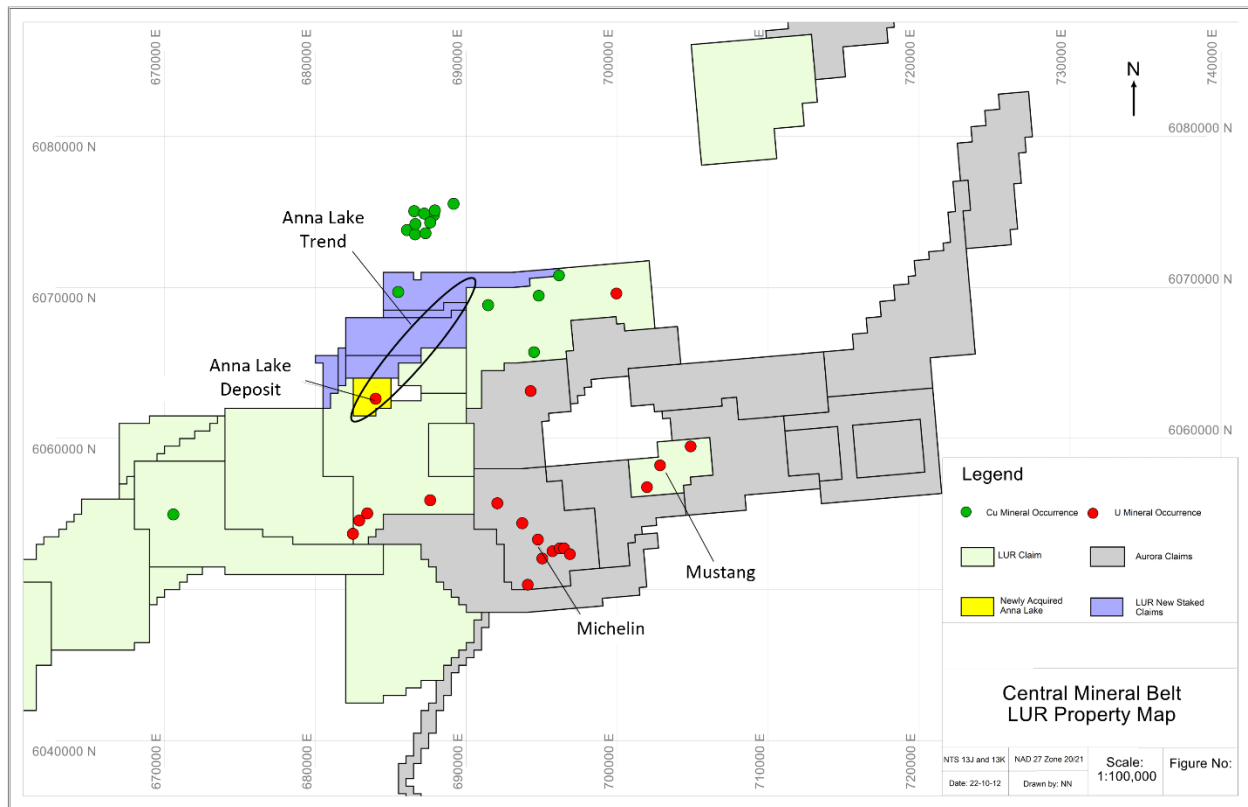 670000 E
680000 E
690000 E
700000 E
E
720000 E
730000 E
740000 E
N
6080000 N
6080000 N
Anna Lake
Trend
6070000 N
6070000 N
Anna Lake
Deposit
6060000 N
6060000 N
Mustang
Michelin
Legend
Cu Mineral Occurrence
U Mineral Occurrence
LUR Claim
Aurora Claims
Newly Acquired
Anna Lake
LUR New Staked
Claims
Central Mineral Belt
LUR Property Map
6040000 N
670000 E
680000 E
690000 E
700000 E
710000 E
720000
NTS 13J and 13K
NAD 27 Zone 20/21
Date: 22-10-12
Drawn by: NN
Scale:
1:100,000
Figure No: